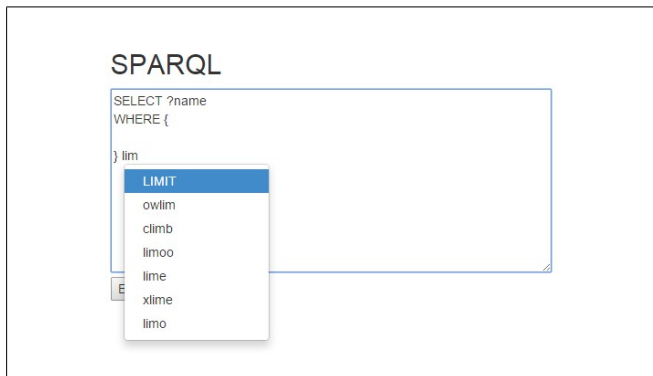 SPARQL
SELECT ?name
WHERE {
} lim
LIMIT
owlim
climb
limoo
lime
xlime
limo